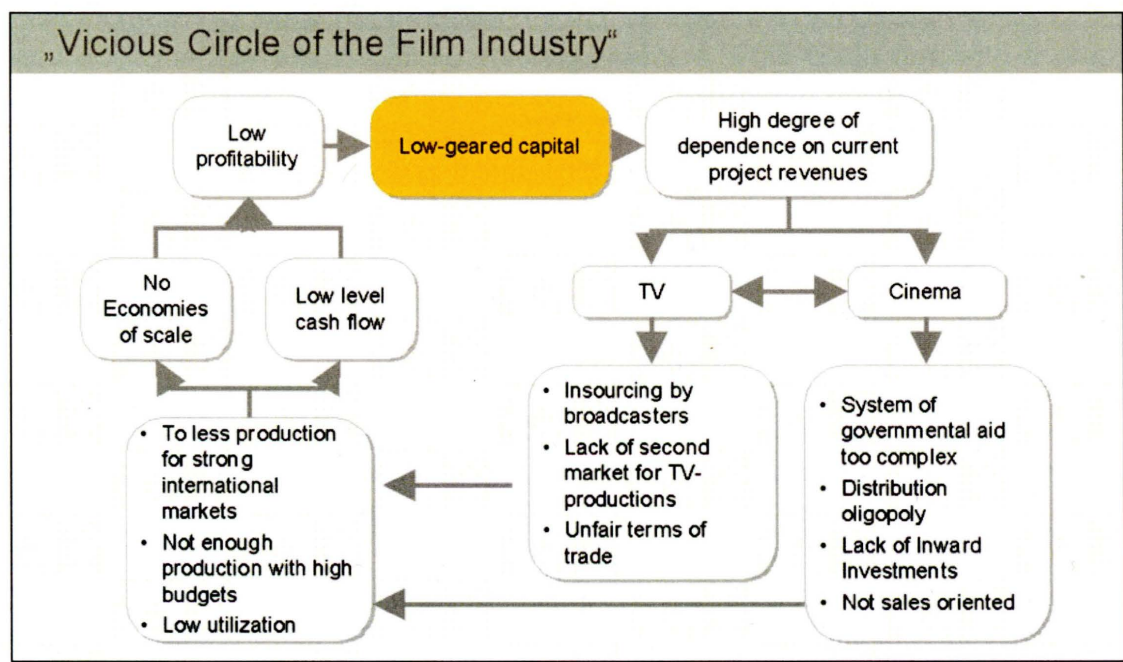 „Vicious Circle of the Film Industry“
Low
profitability
Low-geared capital
High degree of
dependence on current
project revenues
No
Economies
of scale
Low level
cash flow
TV
Cinema
• To less production
for strong
international
markets
• Not enough
production with high
budgets
• Low utilization
• Insourcing by
broadcasters
• Lack of second
market for TV-
productions
• Unfair terms of
trade
• System of
governmental aid
too complex
• Distribution
oligopoly
• Lack of Inward
Investments
• Not sales oriented